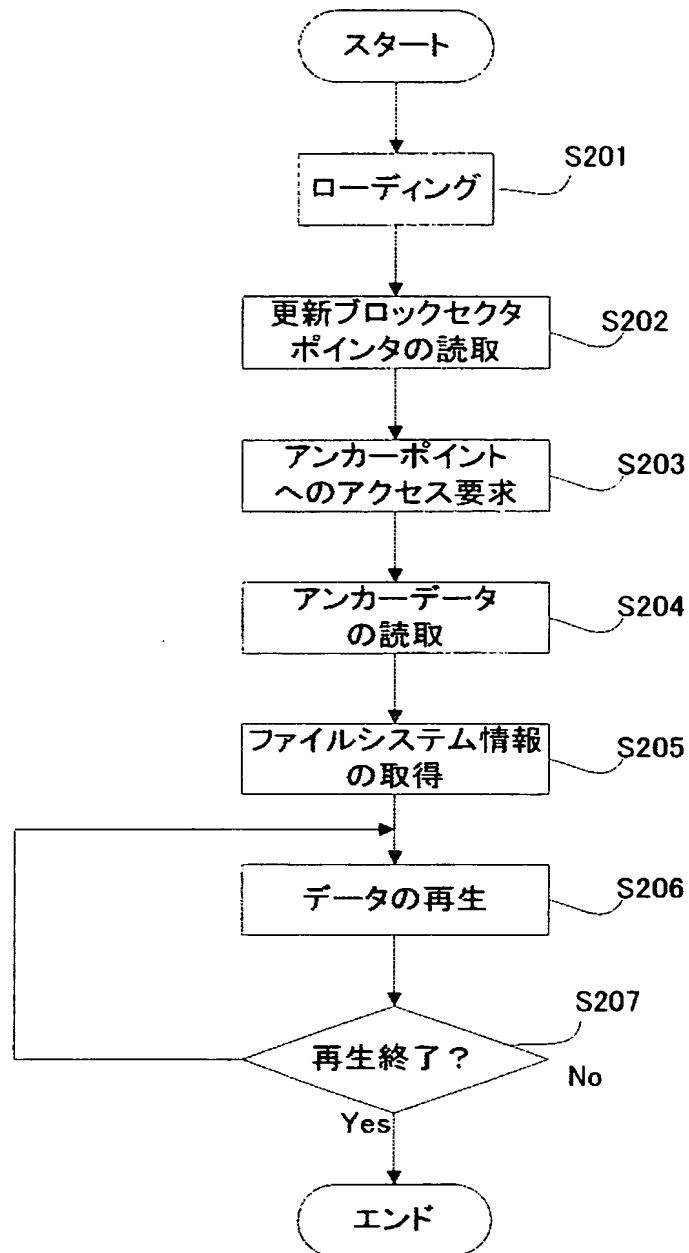 スタート
ローディング
S201
更新ブロックセクタ
ポインタの読取
S202
アンカーポイント
へのアクセス要求
S203
アンカーデータ
の読取
S204
ファイルシステム情報
の取得
S205
データの再生
S206
再生終了?
S207
No
Yes
エンド